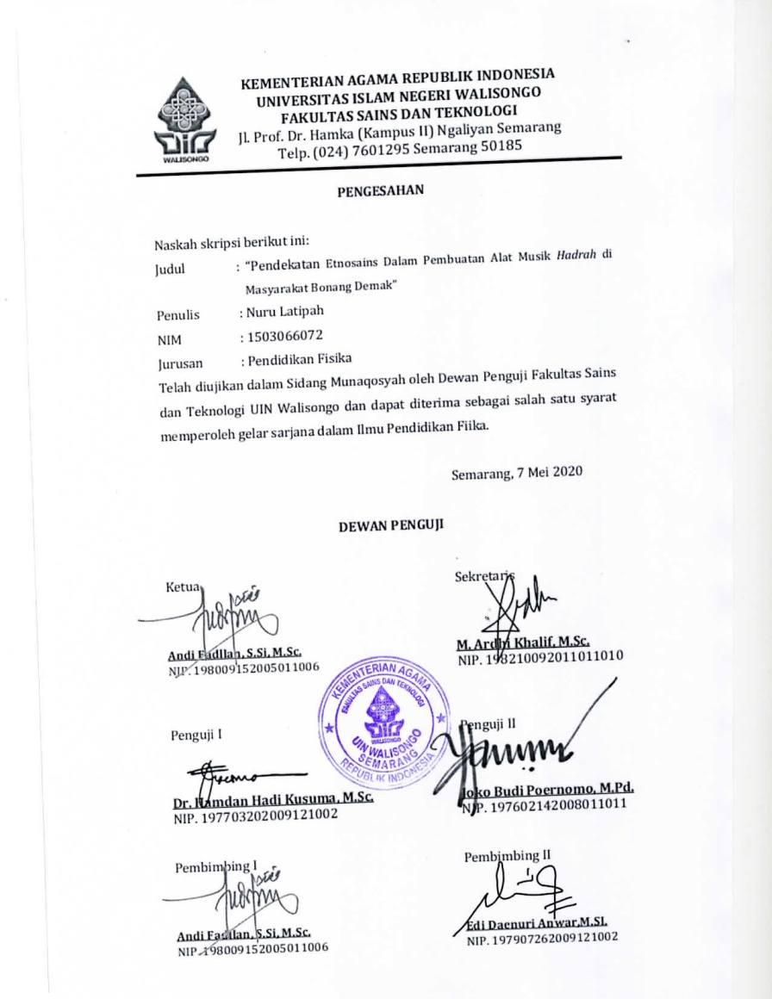 KEMENTERIAN AGAMA REPUBLIK INDONESIA
UNIVERSITAS ISLAM NEGERI WALISONGO
FAKULTAS SAINS DAN TEKNOLOGI
Jl. Prof. Dr. Hamka (Kampus II) Ngaliyan Semarang
Telp. (024) 7601295 Semarang 50185
WALISONGO
PENGESAHAN
Naskah skripsi berikut ini:
Judul : "Pendekatan Etnosains Dalam Pembuatan Alat Musik Hadrah di
Masyarakat Bonang Demak"
Penulis : Nuru Latipah
NIM : 1503066072
Jurusan : Pendidikan Fisika
Telah diujikan dalam Sidang Munaqosyah oleh Dewan Penguji Fakultas Sains
dan Teknologi UIN Walisongo dan dapat diterima sebagai salah satu syarat
memperoleh gelar sarjana dalam Ilmu Pendidikan Fiika.
Semarang, 7 Mei 2020
DEWAN PENGUJI
Ketua
Sekretaris
Andi Fadllan, S.Si, M.Sc.
NIP. 198009152005011006
M. Ardhi Khalif, M.Sc.
NIP. 198210092011011010
KEMENTERIAN AGAMA
FAKULTAS SAINS DAN TEKNOLOGI
WALISONGO
UIN WALISONGO
SEMARANG
REPUBLIK INDONESIA
Penguji I
Penguji II
Dr. Hamdan Hadi Kusuma, M.Sc.
NIP. 197703202009121002
Joko Budi Poernomo, M.Pd.
NIP. 197602142008011011
Pembimbing I
Pembimbing II
Andi Fadllan, S.Si, M.Sc.
NIP. 198009152005011006
Edi Daenuri Anwar,M.SI.
NIP. 197907262009121002